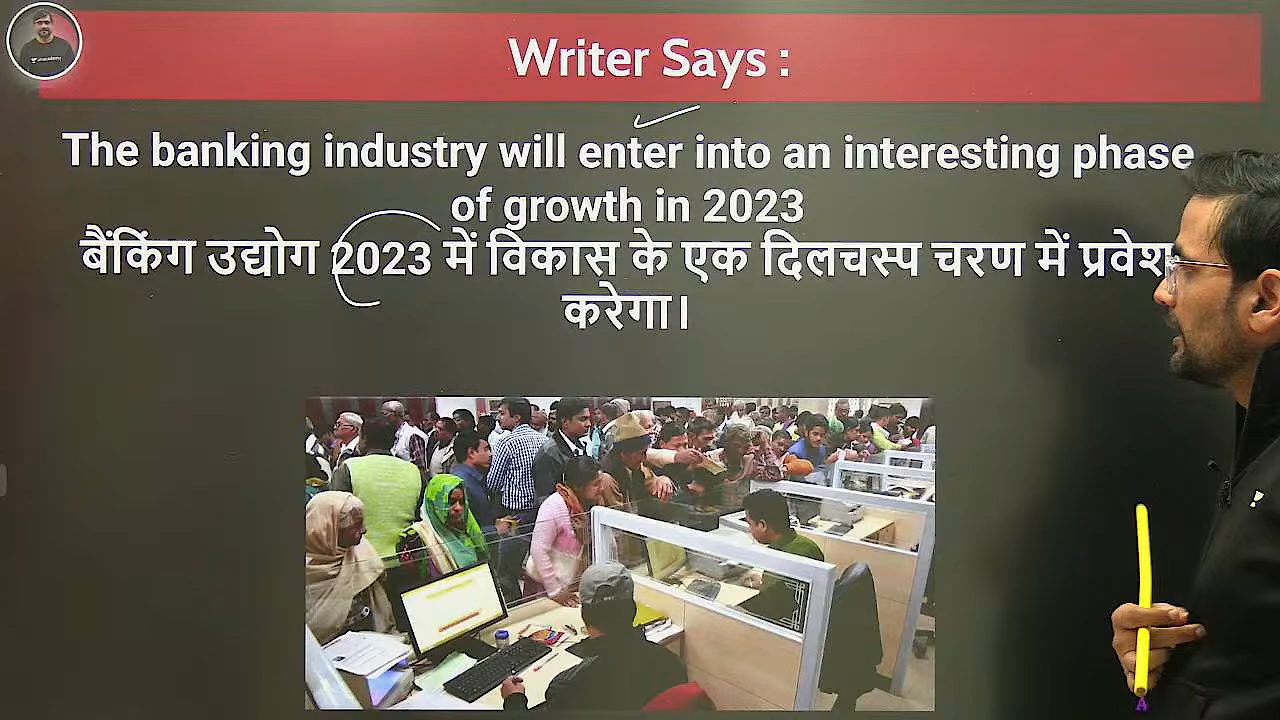 Writer Says :
The banking industry will enter into an interesting phase
of growth in 2023
बैंकिंग उद्योग 2023 में विकास के एक दिलचस्प चरण में प्रवेश
करेगा।
unacademy
A